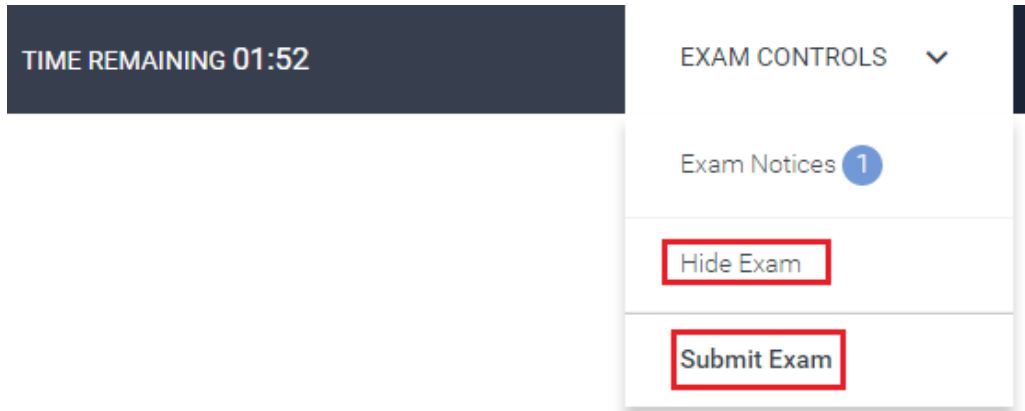 TIME REMAINING 01:52
EXAM CONTROLS
Exam Notices 1
Hide Exam
Submit Exam